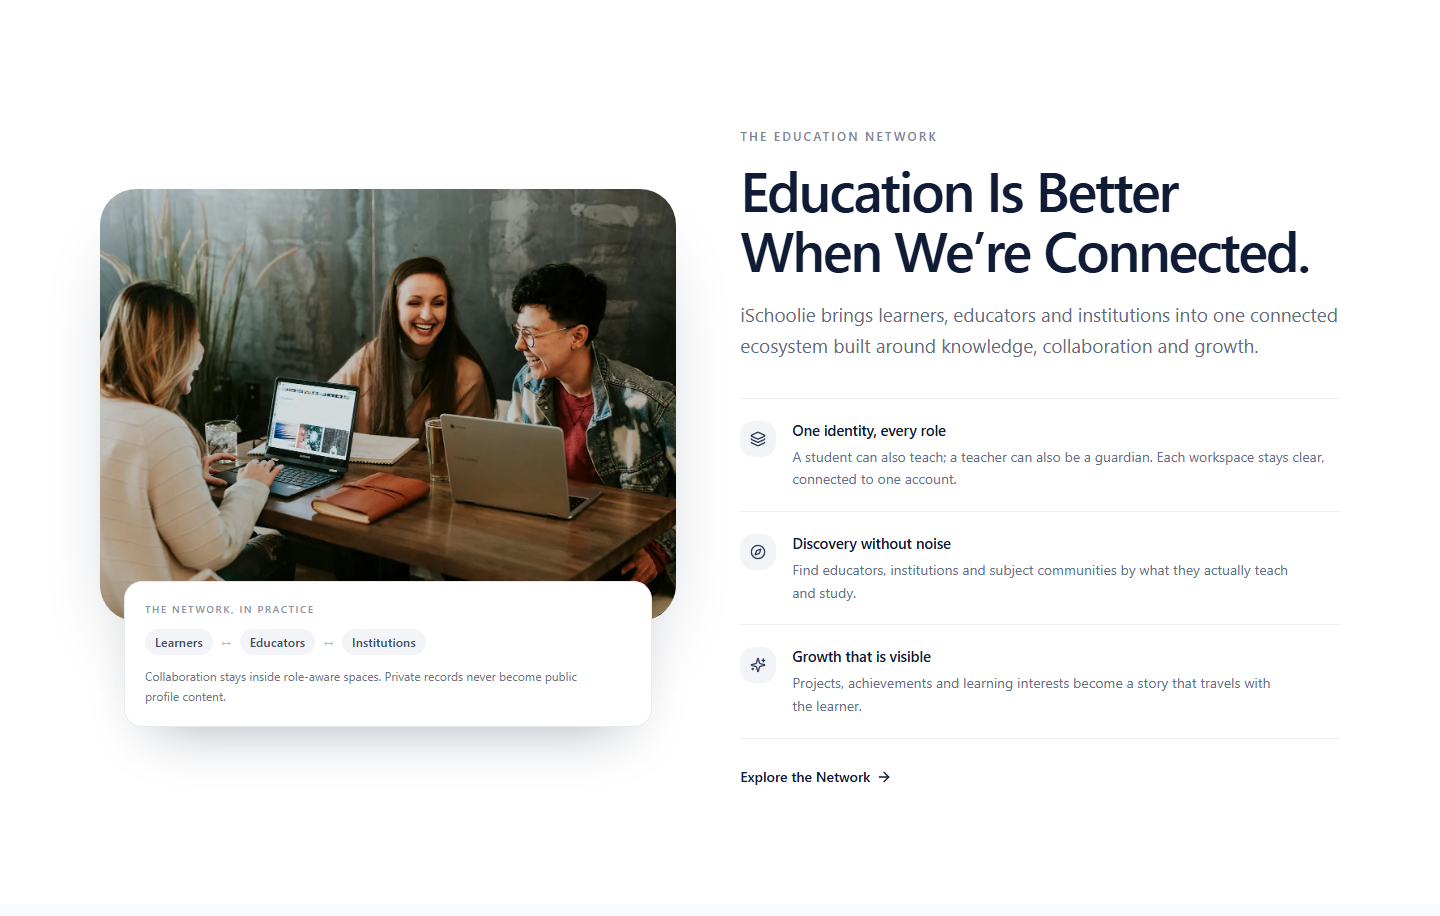 THE EDUCATION NETWORK
Education Is Better
When We’re Connected.
iSchoolie brings learners, educators and institutions into one connected
ecosystem built around knowledge, collaboration and growth.
One identity, every role
A student can also teach; a teacher can also be a guardian. Each workspace stays clear,
connected to one account.
Discovery without noise
Find educators, institutions and subject communities by what they actually teach
and study.
Growth that is visible
Projects, achievements and learning interests become a story that travels with
the learner.
Explore the Network →
THE NETWORK, IN PRACTICE
Learners ↔ Educators ↔ Institutions
Collaboration stays inside role-aware spaces. Private records never become public
profile content.